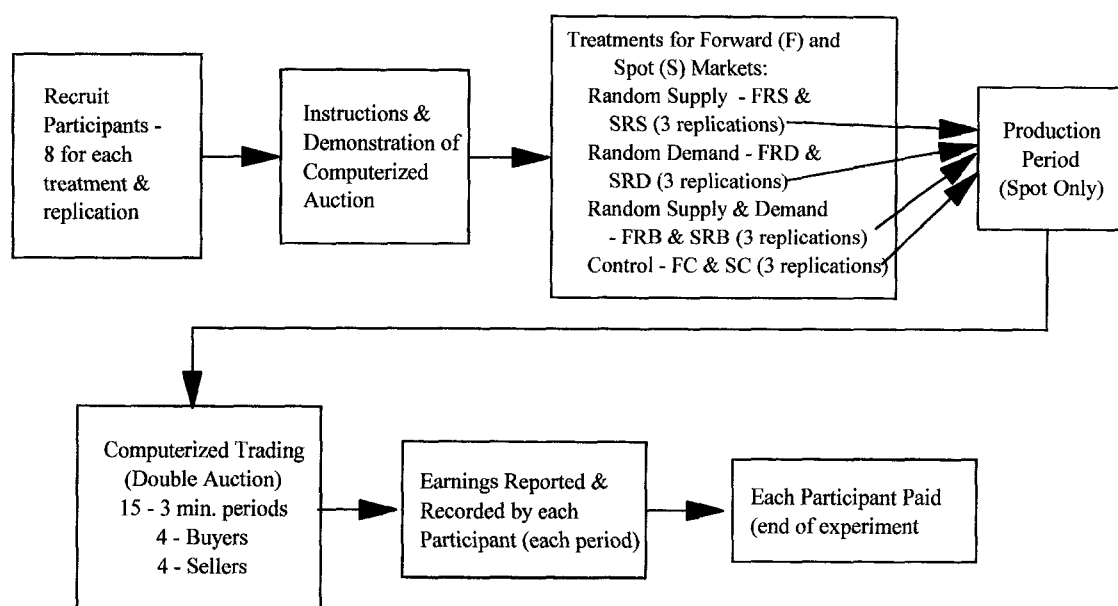 Recruit
Participants -
8 for each
treatment &
replication
Instructions &
Demonstration of
Computerized
Auction
Treatments for Forward (F) and
Spot (S) Markets:
Random Supply - FRS &
SRS (3 replications)
Random Demand - FRD &
SRD (3 replications)
Random Supply & Demand
- FRB & SRB (3 replications)
Control - FC & SC (3 replications)
Production
Period
(Spot Only)
Computerized Trading
(Double Auction)
15 - 3 min. periods
4 - Buyers
4 - Sellers
Earnings Reported &
Recorded by each
Participant (each period)
Each Participant Paid
(end of experiment